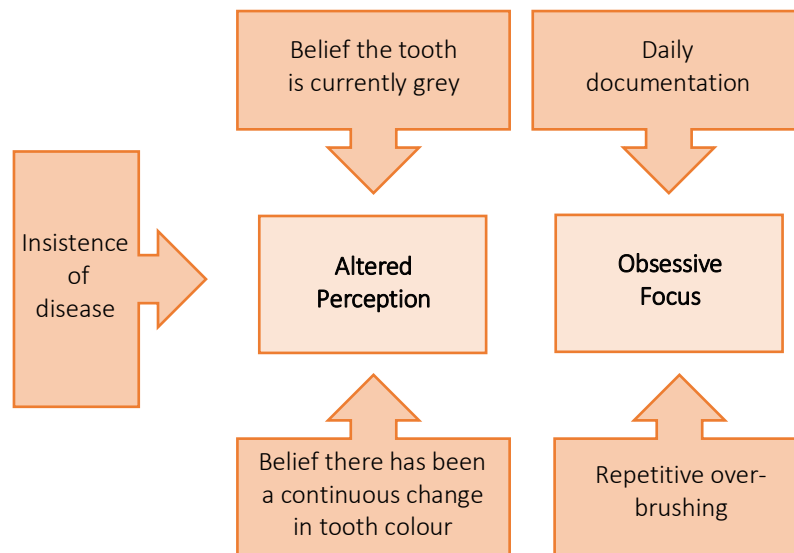 Belief the tooth
is currently grey
Daily
documentation
Insistence
of
disease
Altered
Perception
Obsessive
Focus
Belief there has been
a continuous change
in tooth colour
Repetitive over-
brushing